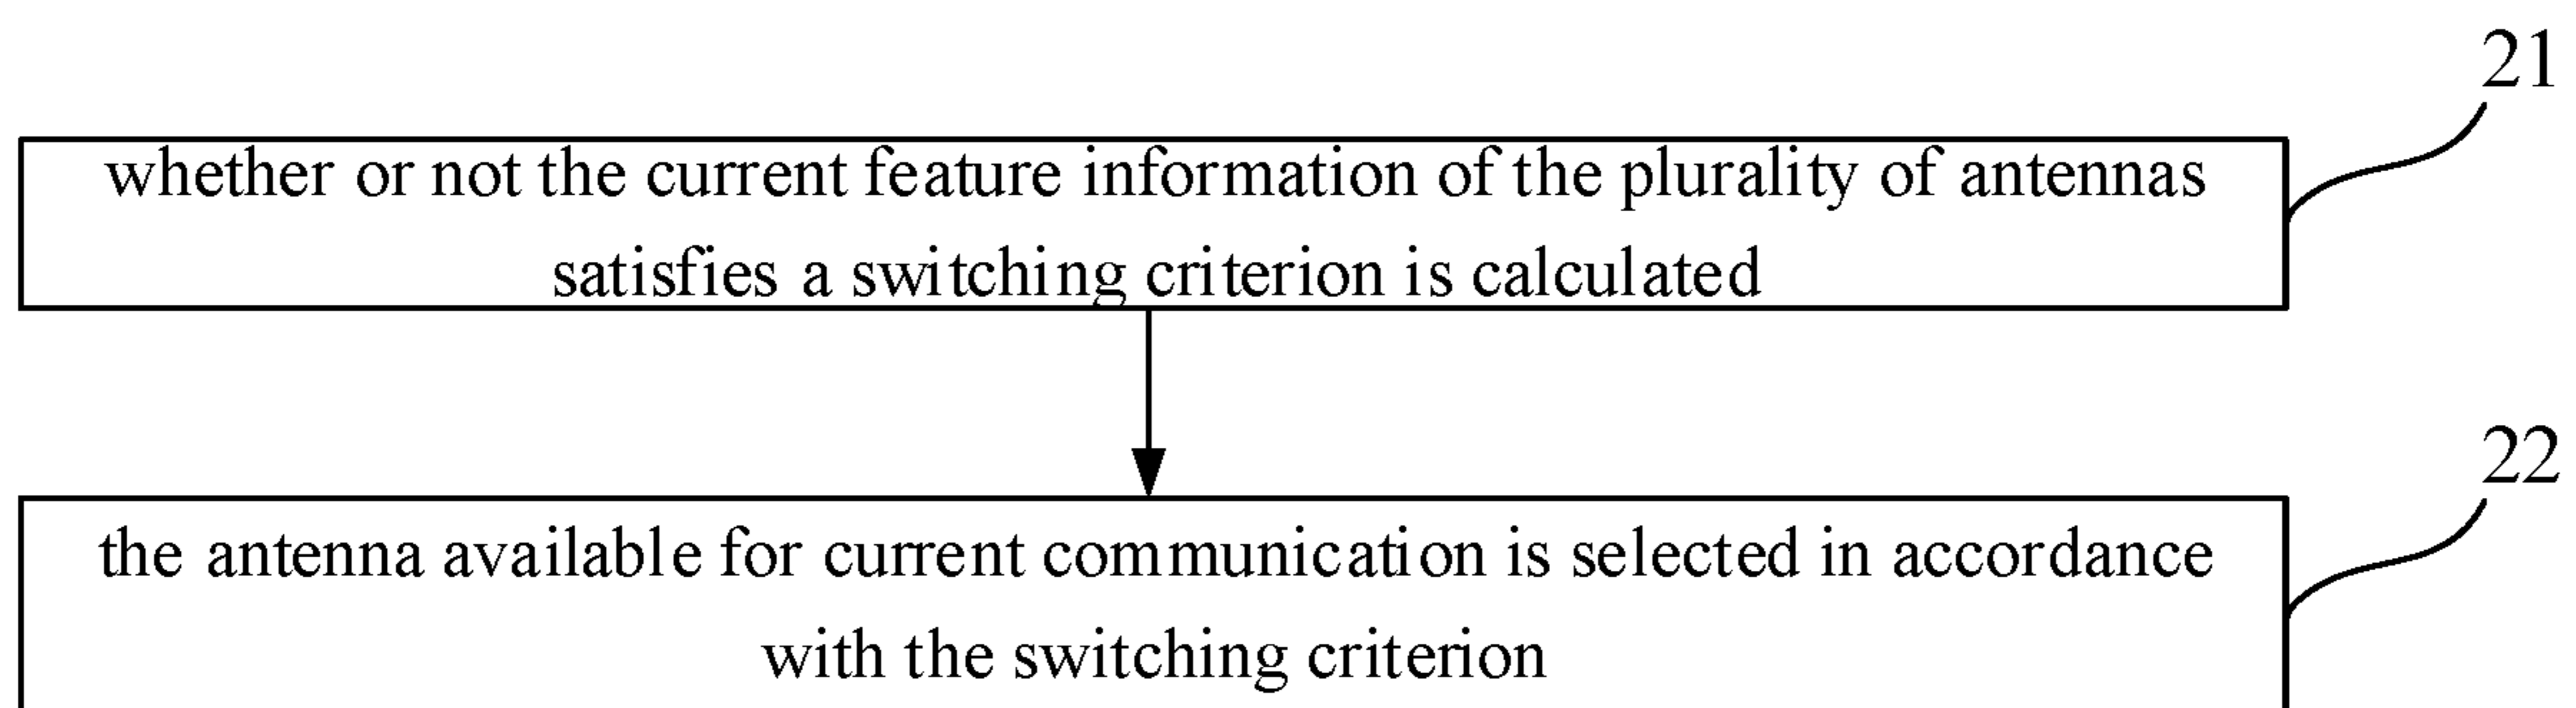 21
whether or not the current feature information of the plurality of antennas
satisfies a switching criterion is calculated
22
the antenna available for current communication is selected in accordance
with the switching criterion